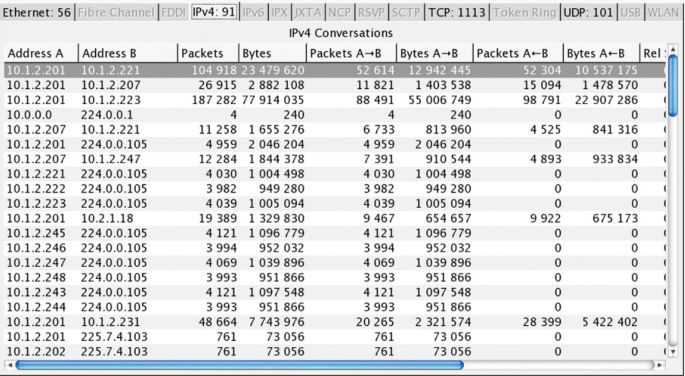 Ethernet: 56 Fibre Channel FDDI IPv4: 91 IPv6 IPX JXTA NCP RSVP SCTP TCP: 1113 Token Ring UDP: 101 USB WLAN
IPv4 Conversations
Address A Address B Packets Bytes Packets A→B Bytes A→B Packets A←B Bytes A←B Rel S
10.1.2.201 10.1.2.221 104 918 23 479 620 52 614 12 942 445 52 304 10 537 175
10.1.2.201 10.1.2.207 26 915 2 882 108 11 821 1 403 538 15 094 1 478 570
10.1.2.201 10.1.2.223 187 282 77 914 035 88 491 55 006 749 98 791 22 907 286
10.0.0.0 224.0.0.1 4 240 4 240 0 0
10.1.2.207 10.1.2.221 11 258 1 655 276 6 733 813 960 4 525 841 316
10.1.2.201 224.0.0.105 4 959 2 046 204 4 959 2 046 204 0 0
10.1.2.207 10.1.2.247 12 284 1 844 378 7 391 910 544 4 893 933 834
10.1.2.221 224.0.0.105 4 030 1 004 498 4 030 1 004 498 0 0
10.1.2.222 224.0.0.105 3 982 949 280 3 982 949 280 0 0
10.1.2.223 224.0.0.105 4 039 1 005 094 4 039 1 005 094 0 0
10.1.2.201 10.2.1.18 19 389 1 329 830 9 467 654 657 9 922 675 173
10.1.2.245 224.0.0.105 4 121 1 096 779 4 121 1 096 779 0 0
10.1.2.246 224.0.0.105 3 994 952 032 3 994 952 032 0 0
10.1.2.247 224.0.0.105 4 069 1 039 896 4 069 1 039 896 0 0
10.1.2.248 224.0.0.105 3 993 951 866 3 993 951 866 0 0
10.1.2.243 224.0.0.105 4 121 1 097 548 4 121 1 097 548 0 0
10.1.2.244 224.0.0.105 3 993 951 866 3 993 951 866 0 0
10.1.2.201 10.1.2.231 48 664 7 743 976 20 265 2 321 574 28 399 5 422 402
10.1.2.201 225.7.4.103 761 73 056 761 73 056 0 0
10.1.2.202 225.7.4.103 761 73 056 761 73 056 0 0